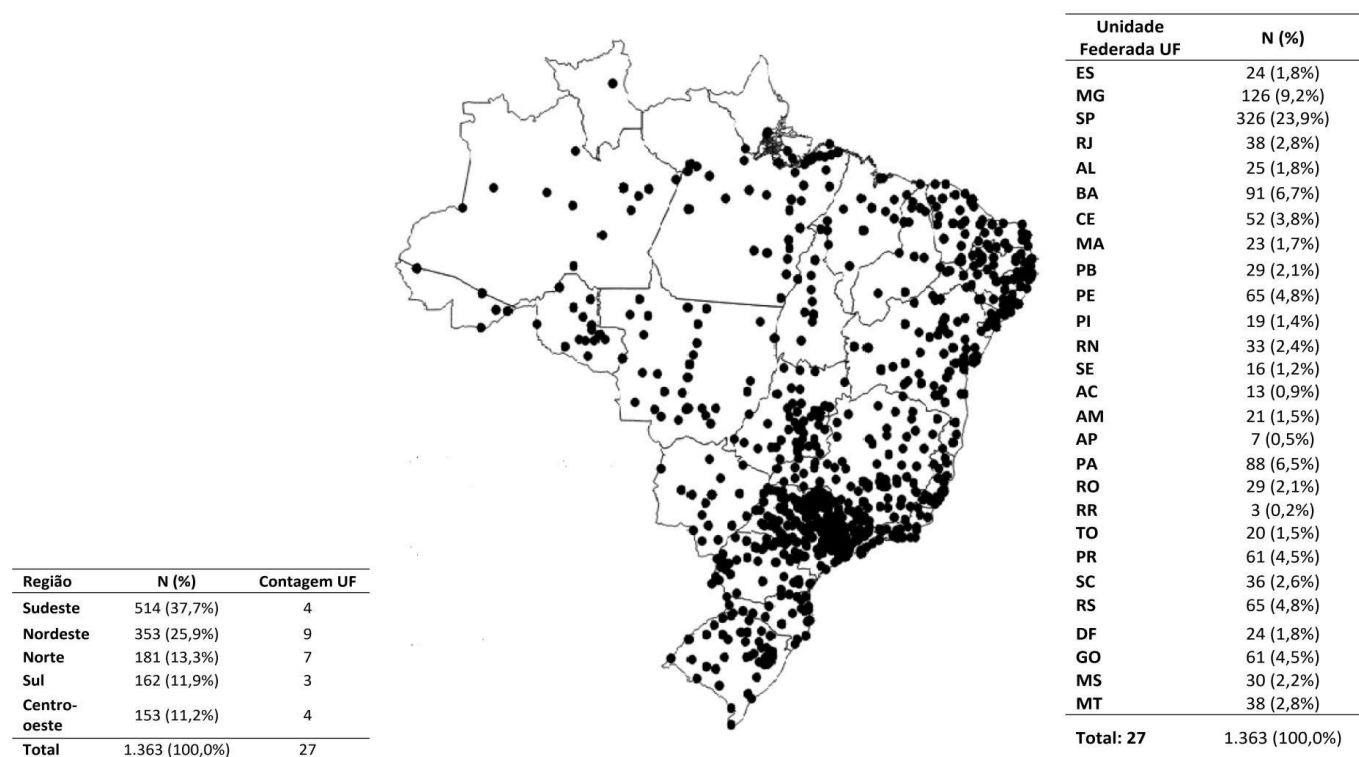 Unidade
Federada UF N (%)
ES 24 (1,8%)
MG 126 (9,2%)
SP 326 (23,9%)
RJ 38 (2,8%)
AL 25 (1,8%)
BA 91 (6,7%)
CE 52 (3,8%)
MA 23 (1,7%)
PB 29 (2,1%)
PE 65 (4,8%)
PI 19 (1,4%)
RN 33 (2,4%)
SE 16 (1,2%)
AC 13 (0,9%)
AM 21 (1,5%)
AP 7 (0,5%)
PA 88 (6,5%)
RO 29 (2,1%)
RR 3 (0,2%)
TO 20 (1,5%)
PR 61 (4,5%)
SC 36 (2,6%)
RS 65 (4,8%)
DF 24 (1,8%)
GO 61 (4,5%)
MS 30 (2,2%)
MT 38 (2,8%)
Total: 27 1.363 (100,0%)
Região N (%) Contagem UF
Sudeste 514 (37,7%) 4
Nordeste 353 (25,9%) 9
Norte 181 (13,3%) 7
Sul 162 (11,9%) 3
Centro-
oeste 153 (11,2%) 4
Total 1.363 (100,0%) 27